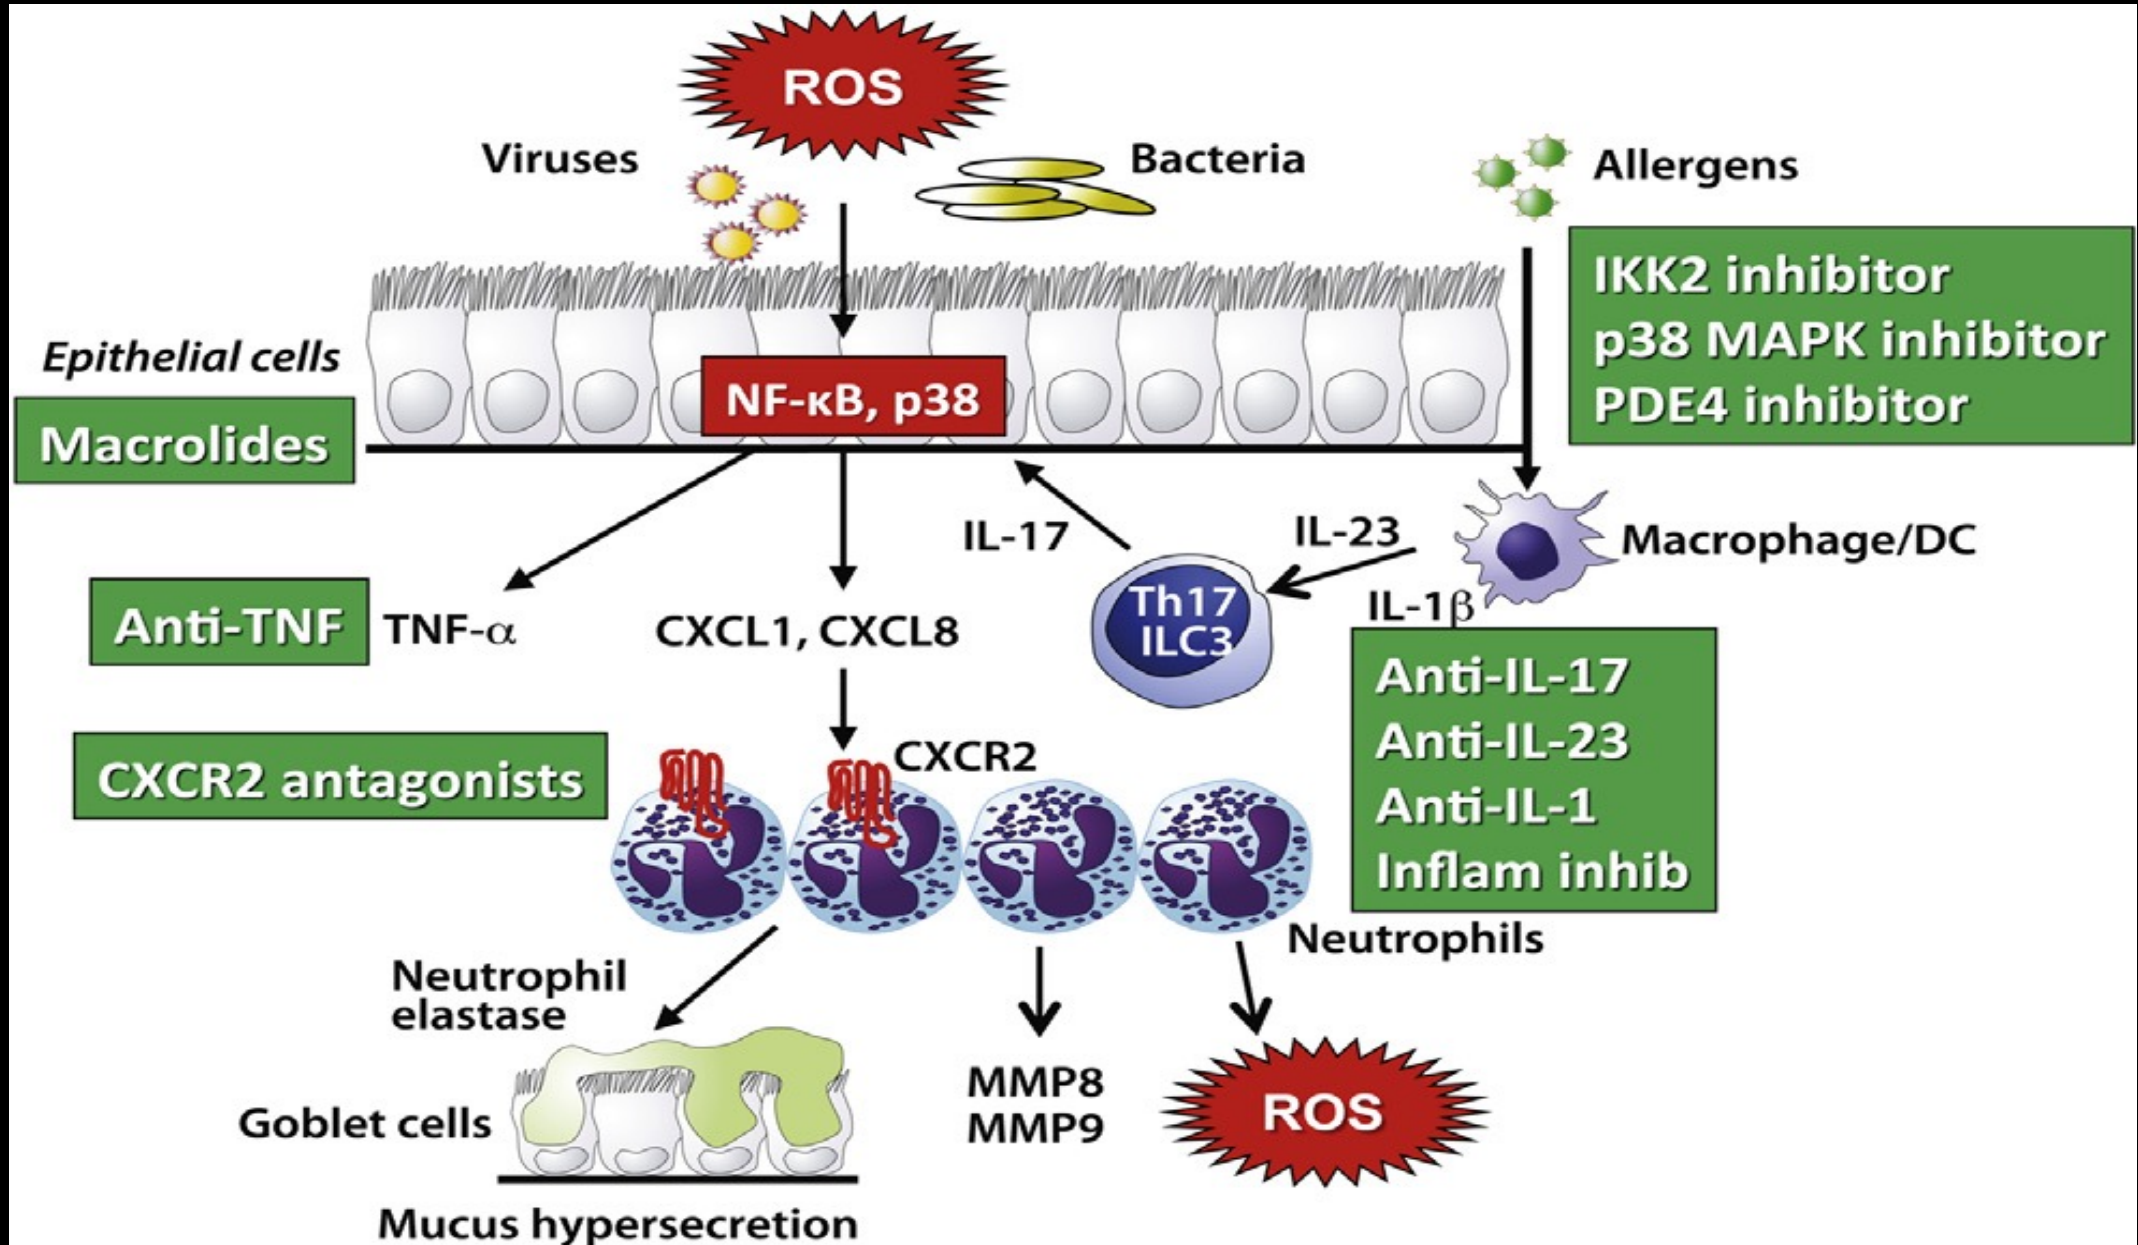 ROS
Viruses
Bacteria
Allergens
IKK2 inhibitor
p38 MAPK inhibitor
PDE4 inhibitor
Epithelial cells
NF-κB, p38
Macrolides
IL-17
IL-23
Macrophage/DC
Th17
ILC3
IL-1β
Anti-TNF
TNF-α
CXCL1, CXCL8
Anti-IL-17
Anti-IL-23
Anti-IL-1
Inflam inhib
CXCR2 antagonists
CXCR2
Neutrophils
Neutrophil
elastase
MMP8
MMP9
ROS
Goblet cells
Mucus hypersecretion